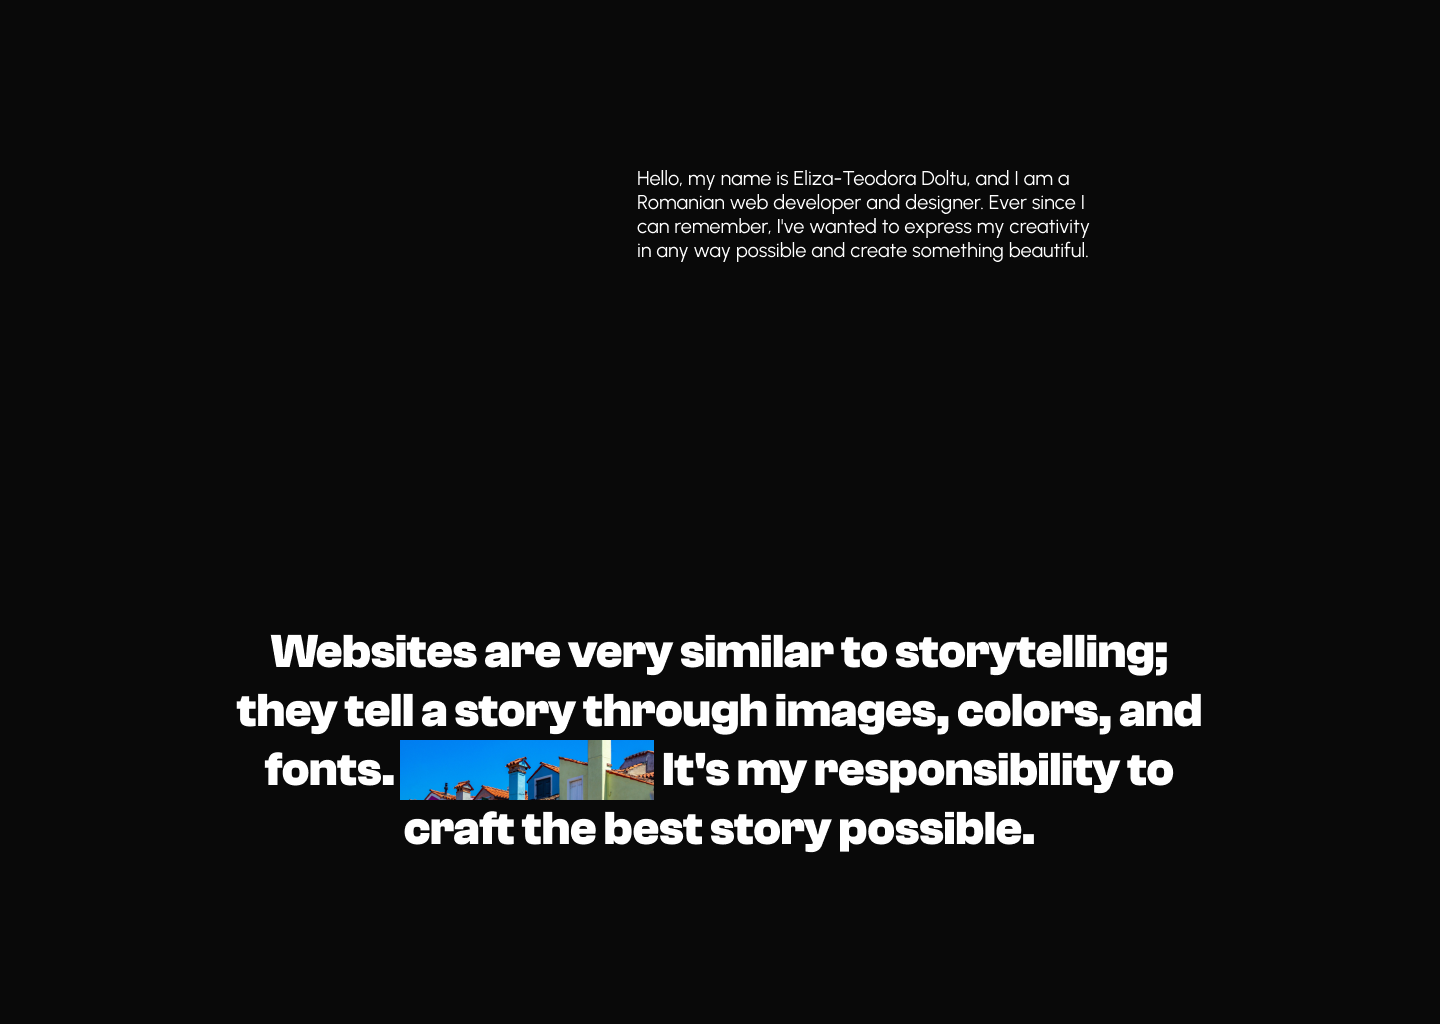 Hello, my name is Eliza-Teodora Doltu, and I am a
Romanian web developer and designer. Ever since I
can remember, I've wanted to express my creativity
in any way possible and create something beautiful.
Websites are very similar to storytelling;
they tell a story through images, colors, and
fonts. It's my responsibility to
craft the best story possible.